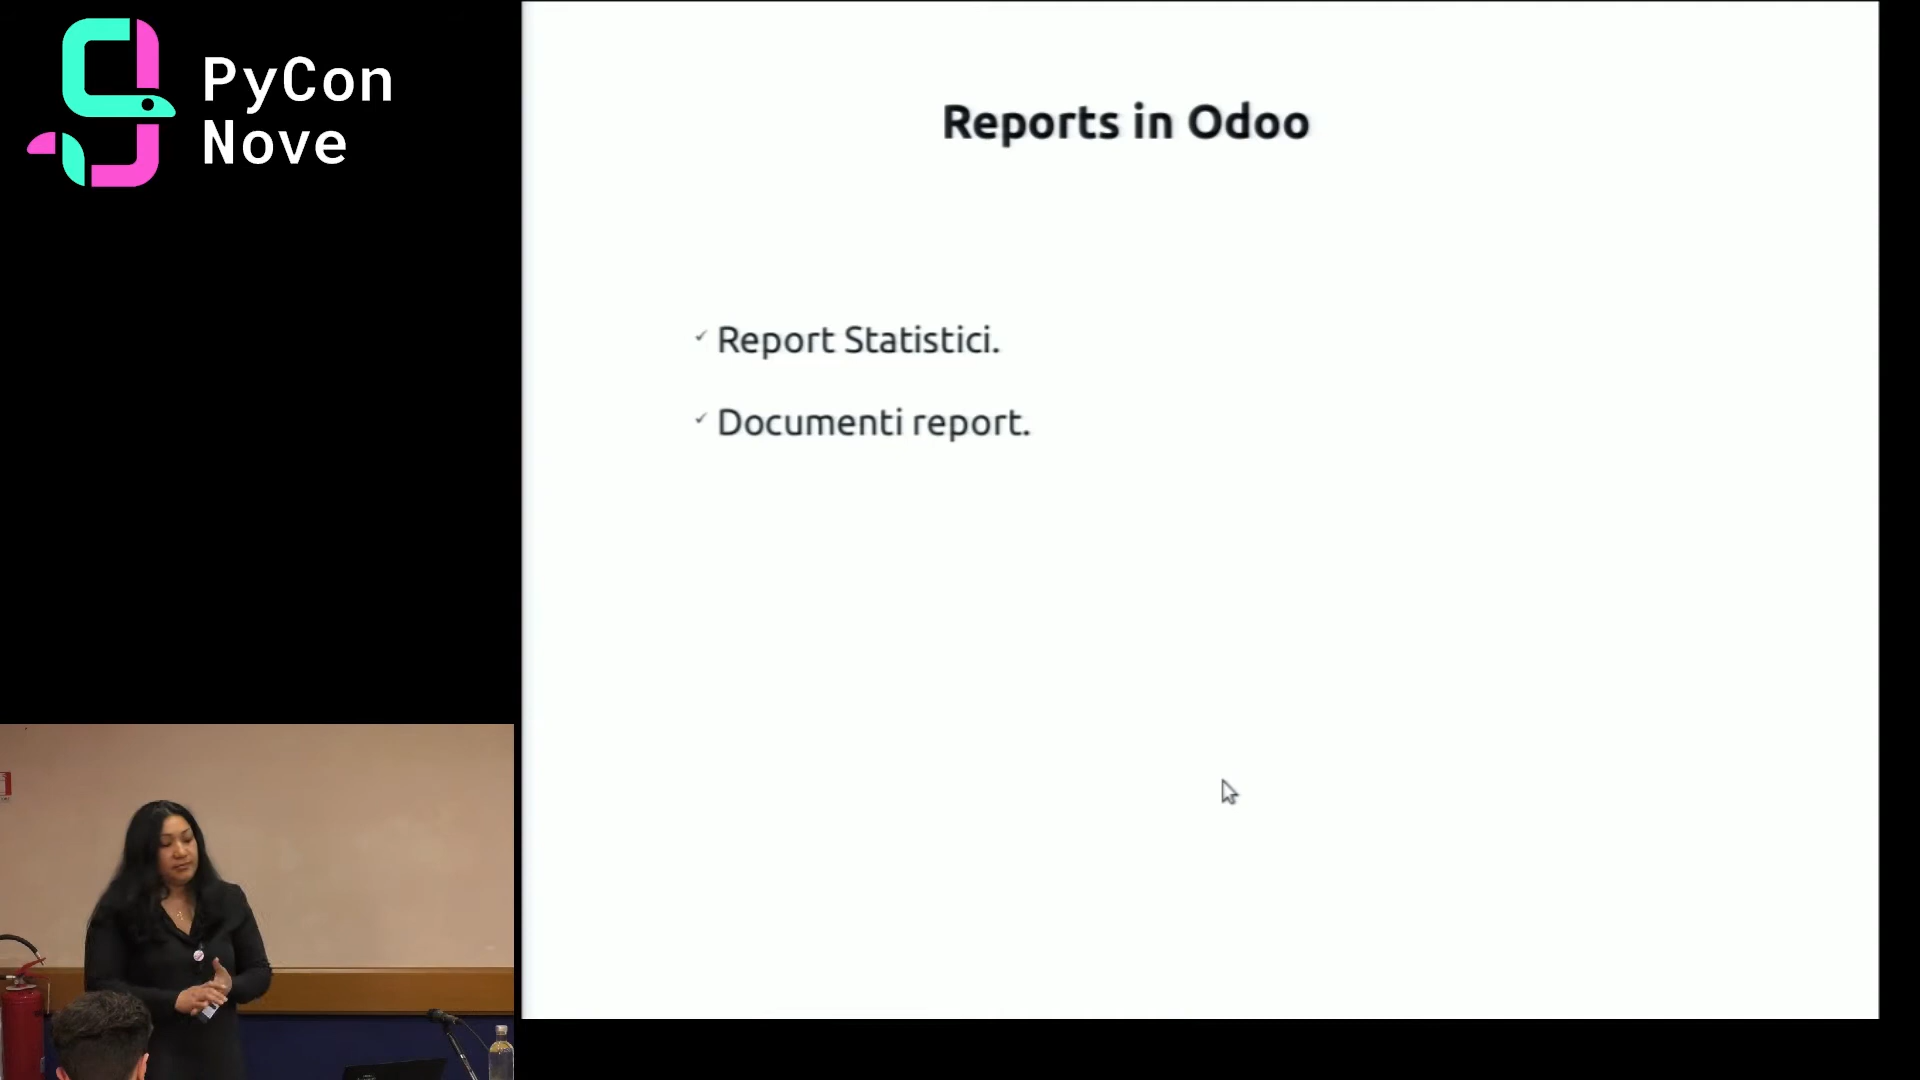 PyCon
Nove
Reports in Odoo
✓ Report Statistici.
✓ Documenti report.